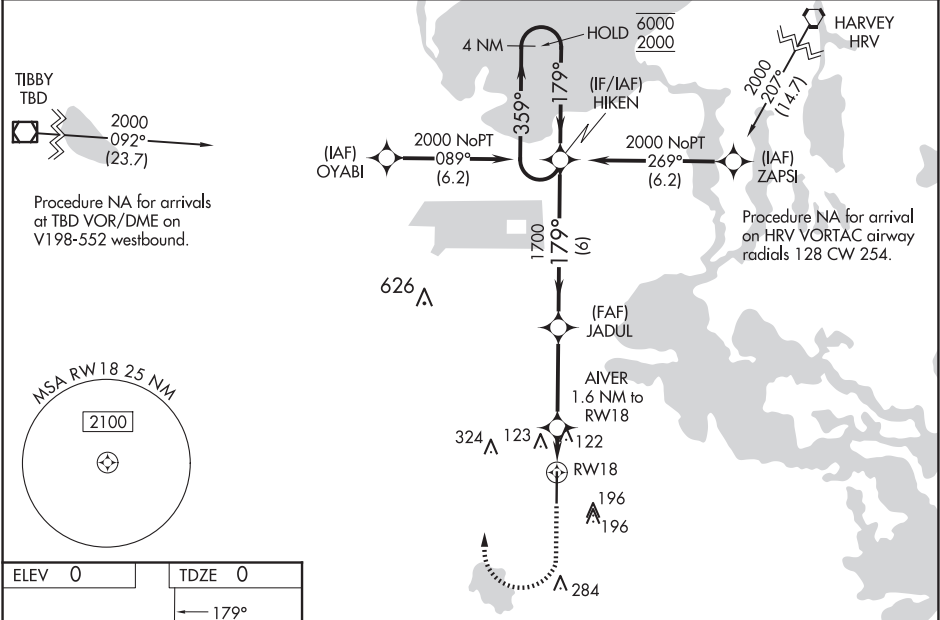 HARVEY
HRV
HOLD
6000
2000
4 NM
359°
179°
(IF/IAF)
HIKEN
2000
207°
(14.7)
TIBBY
TBD
2000
092°
(23.7)
(IAF)
OYABI
2000 NoPT
089°
(6.2)
2000 NoPT
269°
(6.2)
(IAF)
ZAPSI
Procedure NA for arrivals
at TBD VOR/DME on
V198-552 westbound.
Procedure NA for arrival
on HRV VORTAC airway
radials 128 CW 254.
1700
179°
(6)
626
(FAF)
JADUL
MSA RW18 25 NM
2100
AIVER
1.6 NM to
RW18
324
123
122
RW18
196
196
284
ELEV 0
TDZE 0
179°